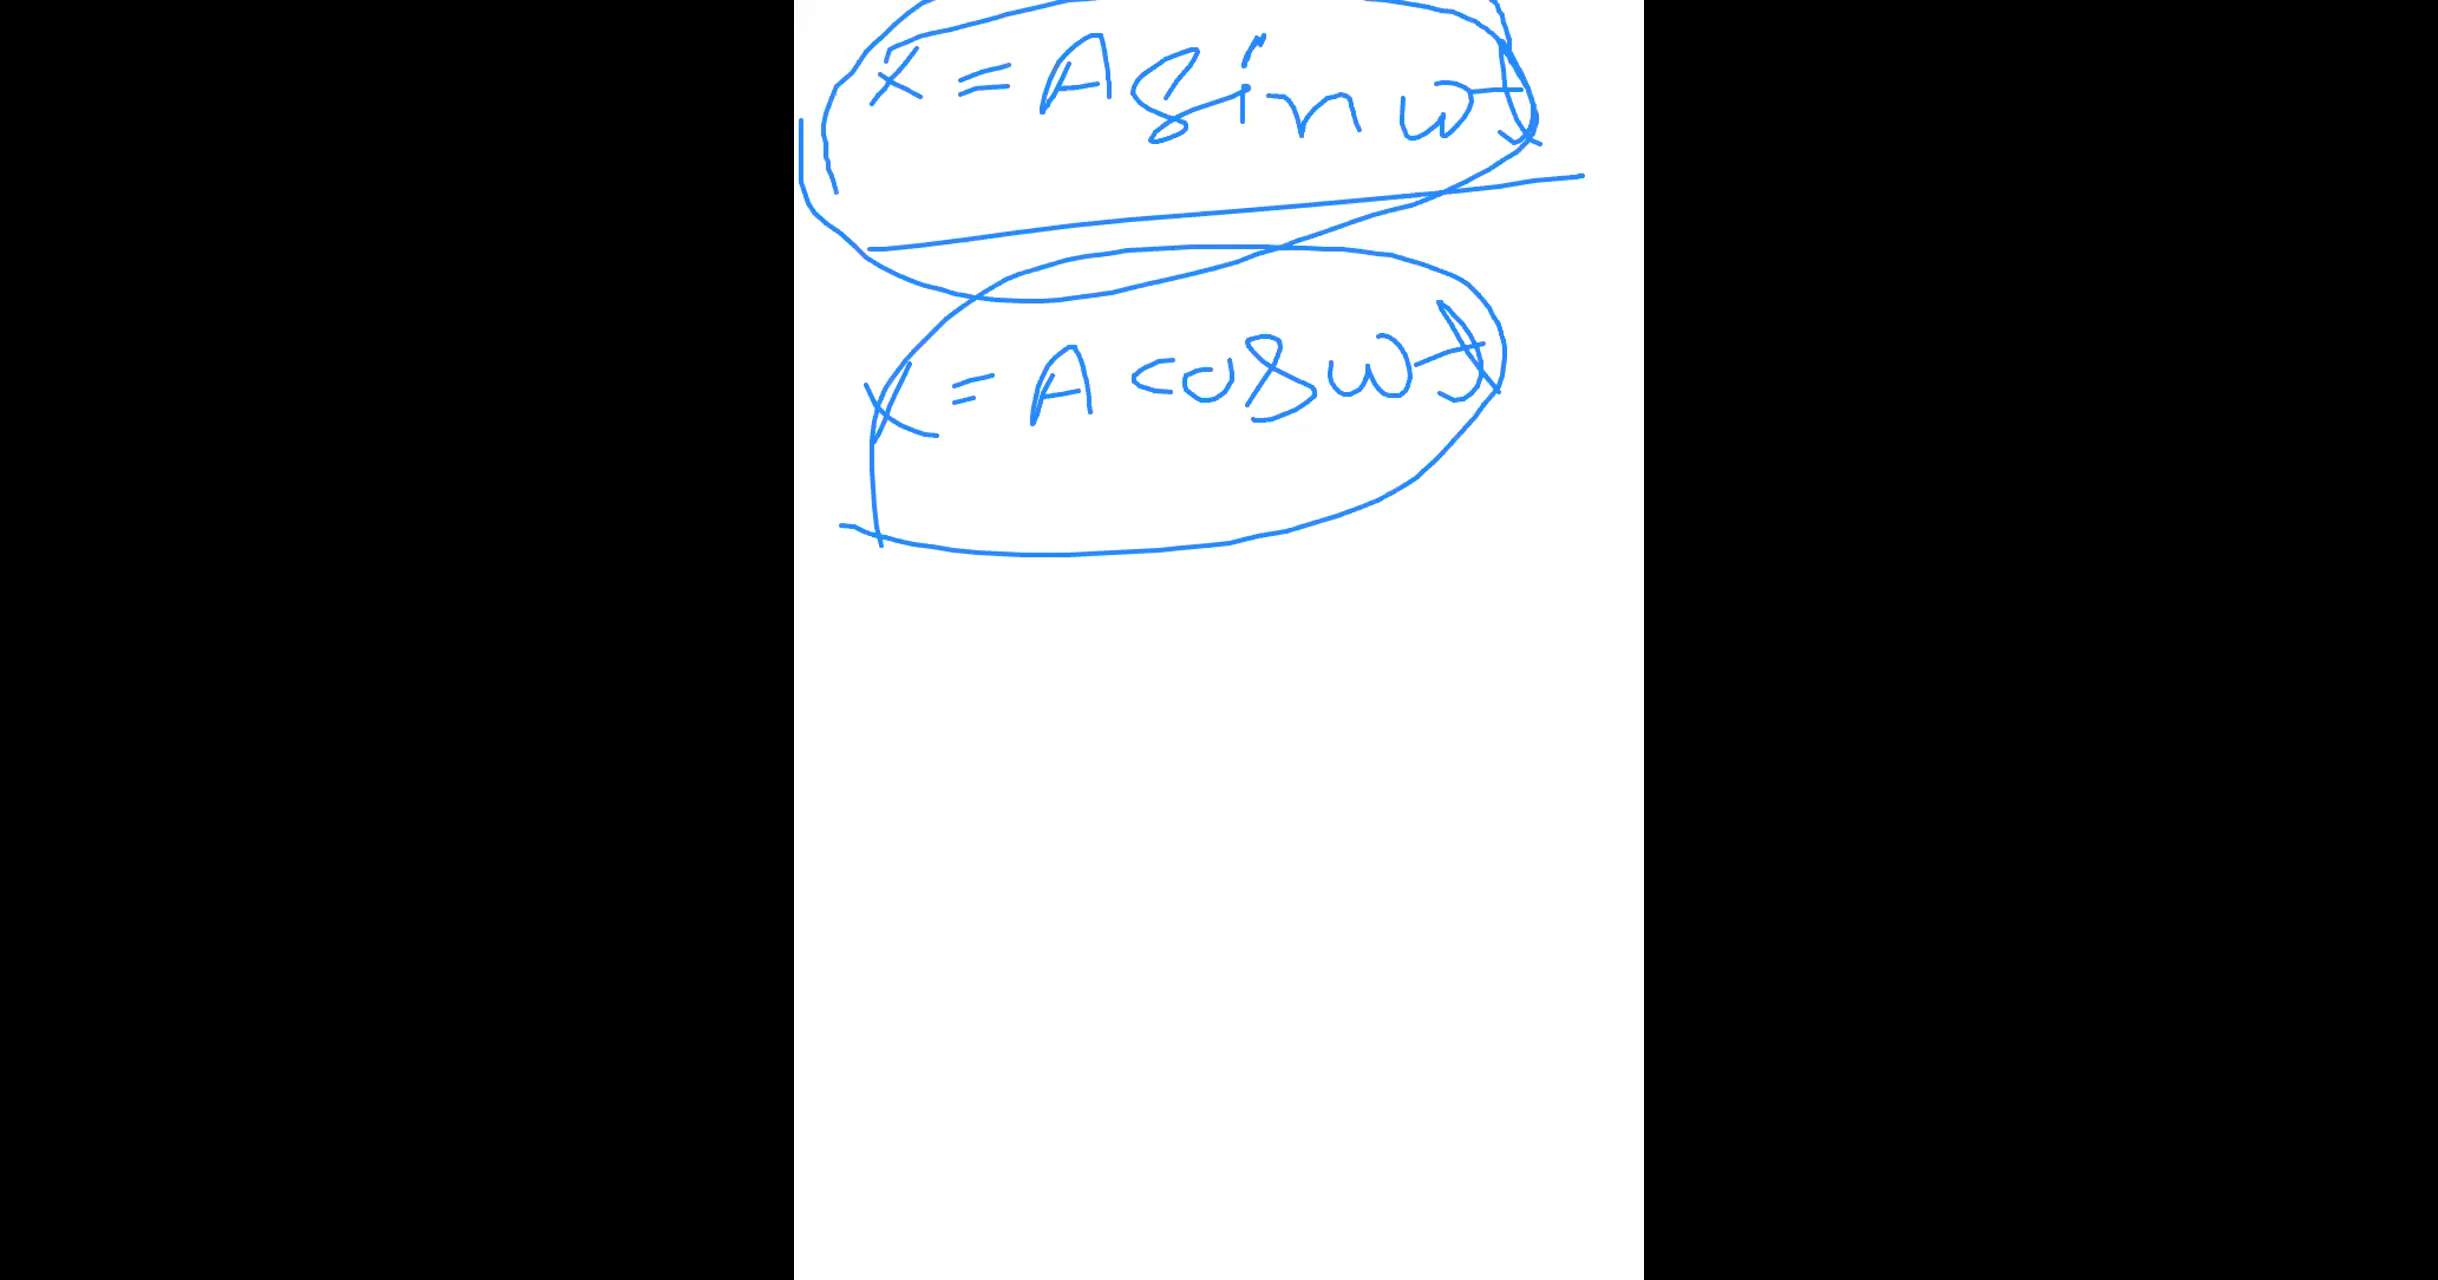 x = A sin ωt
x = A cos ωt